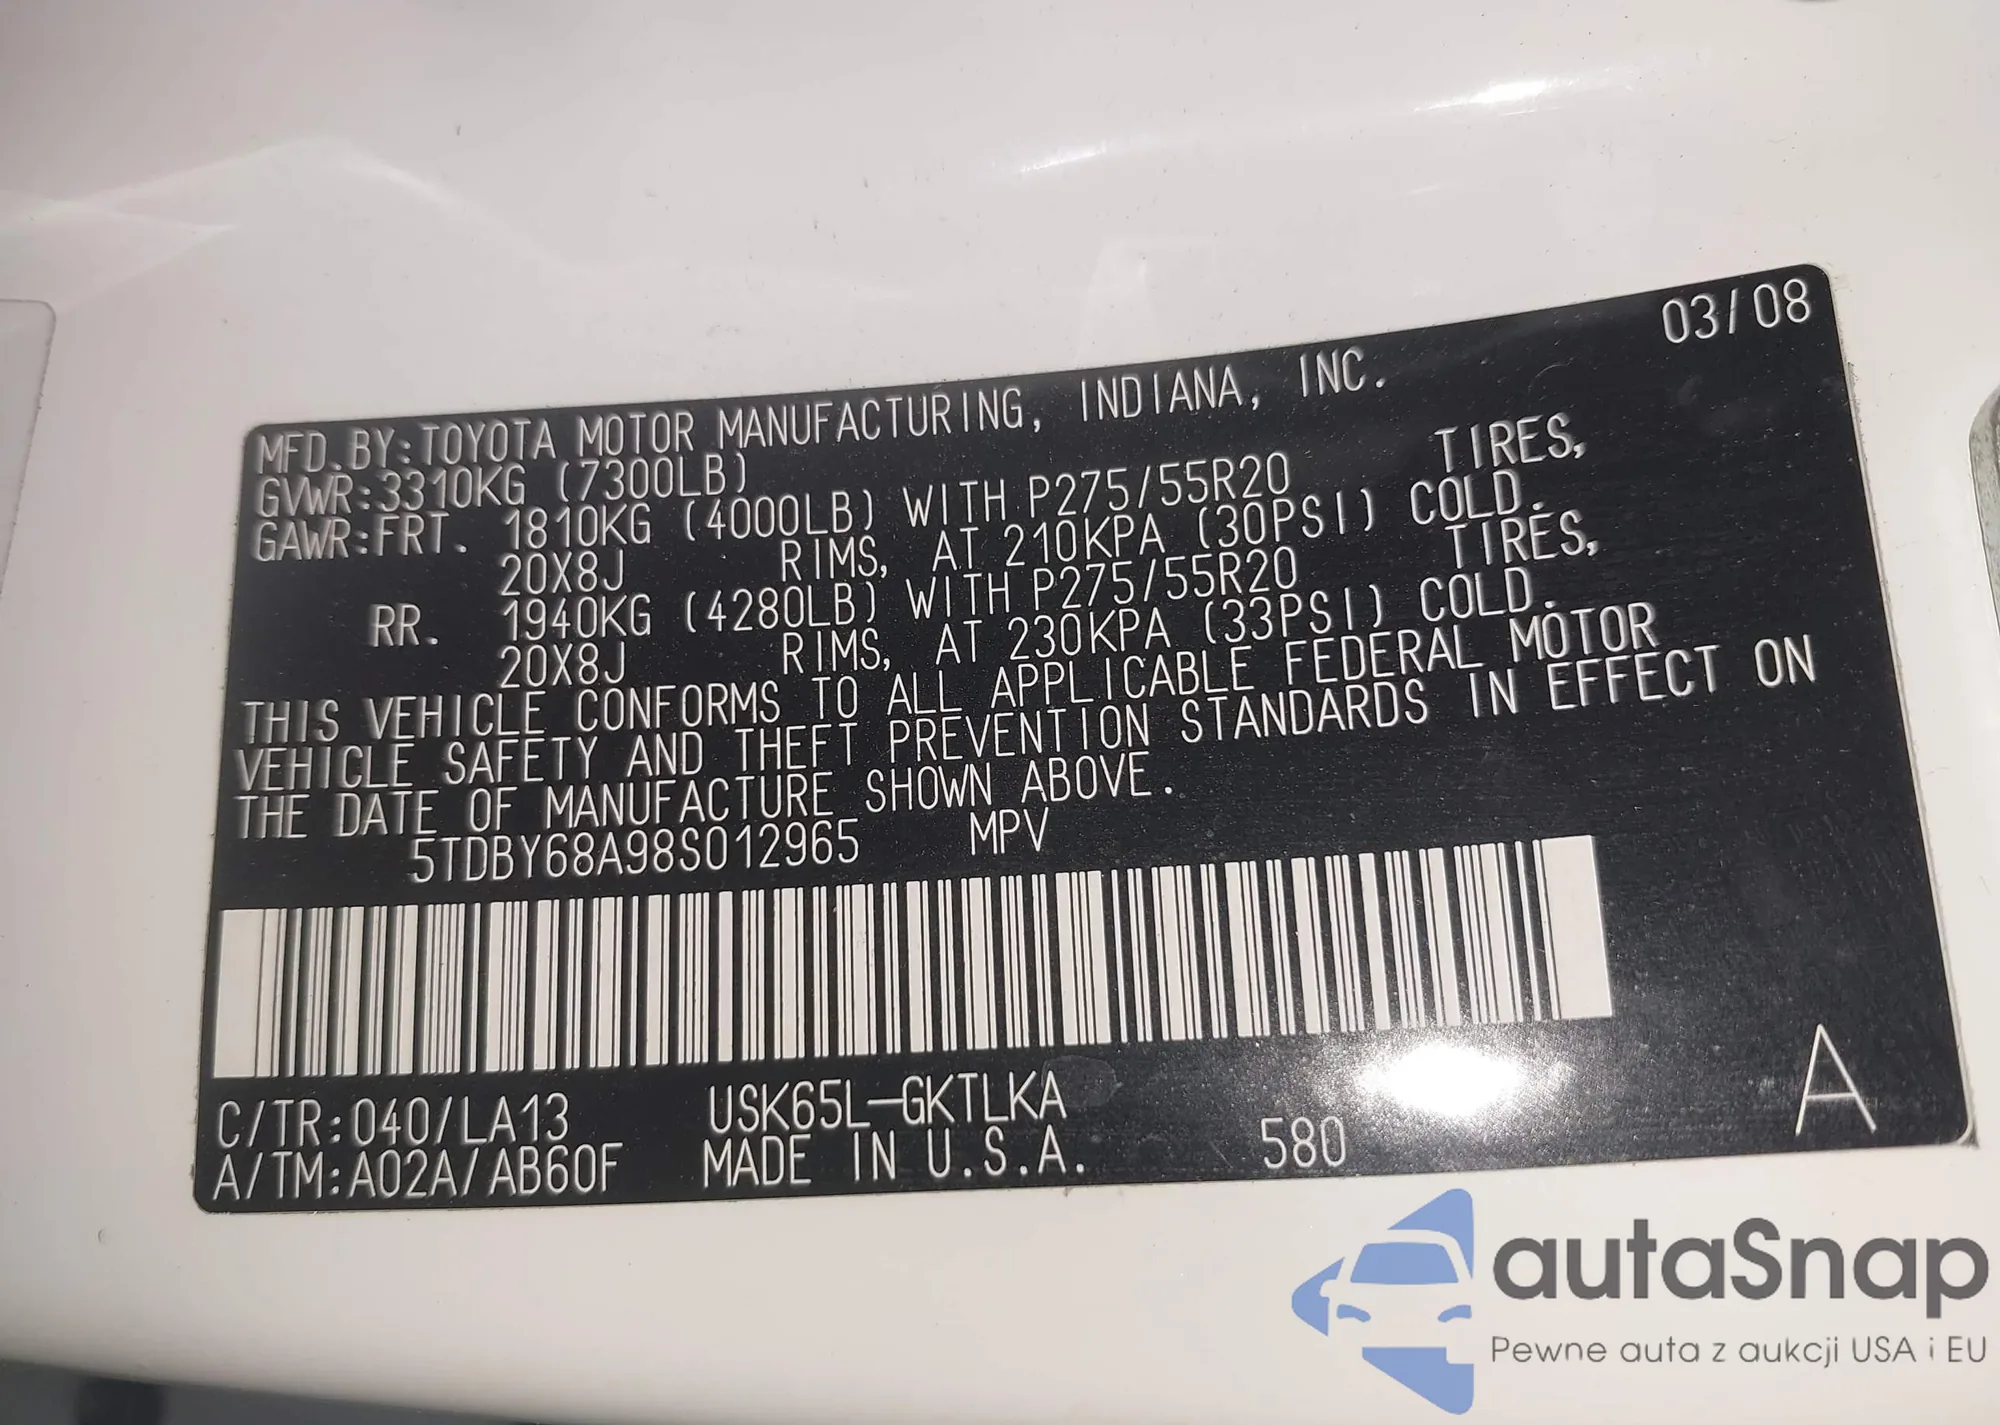 03/08
MFD.BY:TOYOTA MOTOR MANUFACTURING, INDIANA, INC.
GVWR:3310KG (7300LB)
GAWR:FRT. 1810KG (4000LB) WITH P275/55R20 TIRES,
20X8J RIMS, AT 210KPA (30PSI) COLD.
RR. 1940KG (4280LB) WITH P275/55R20 TIRES,
20X8J RIMS, AT 230KPA (33PSI) COLD.
THIS VEHICLE CONFORMS TO ALL APPLICABLE FEDERAL MOTOR
VEHICLE SAFETY AND THEFT PREVENTION STANDARDS IN EFFECT ON
THE DATE OF MANUFACTURE SHOWN ABOVE.
5TDBY68A98S012965 MPV
C/TR:040/LA13 USK65L-GKTLKA
A/TM:A02A/AB60F MADE IN U.S.A. 580 A
autaSnap
Pewne auta z aukcji USA i EU